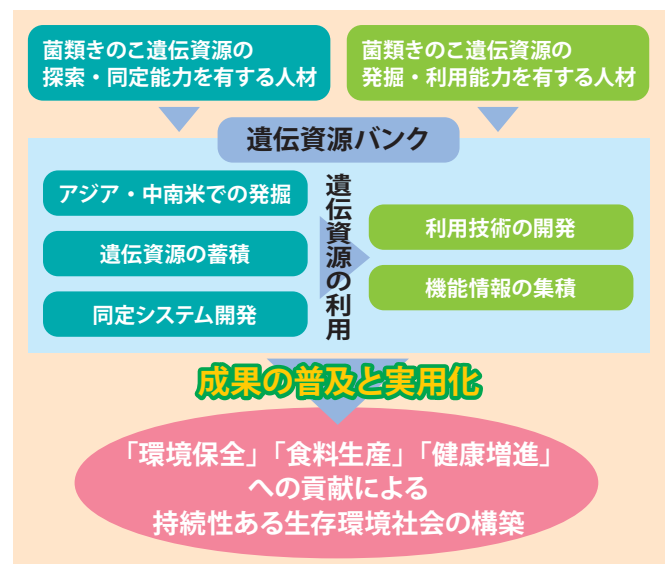 菌類きのこ遺伝資源の
探索・同定能力を有する人材
菌類きのこ遺伝資源の
発掘・利用能力を有する人材
遺伝資源バンク
アジア・中南米での発掘
遺伝資源の蓄積
同定システム開発
遺伝資源の利用
利用技術の開発
機能情報の集積
成果の普及と実用化
「環境保全」「食料生産」「健康増進」
への貢献による
持続性ある生存環境社会の構築